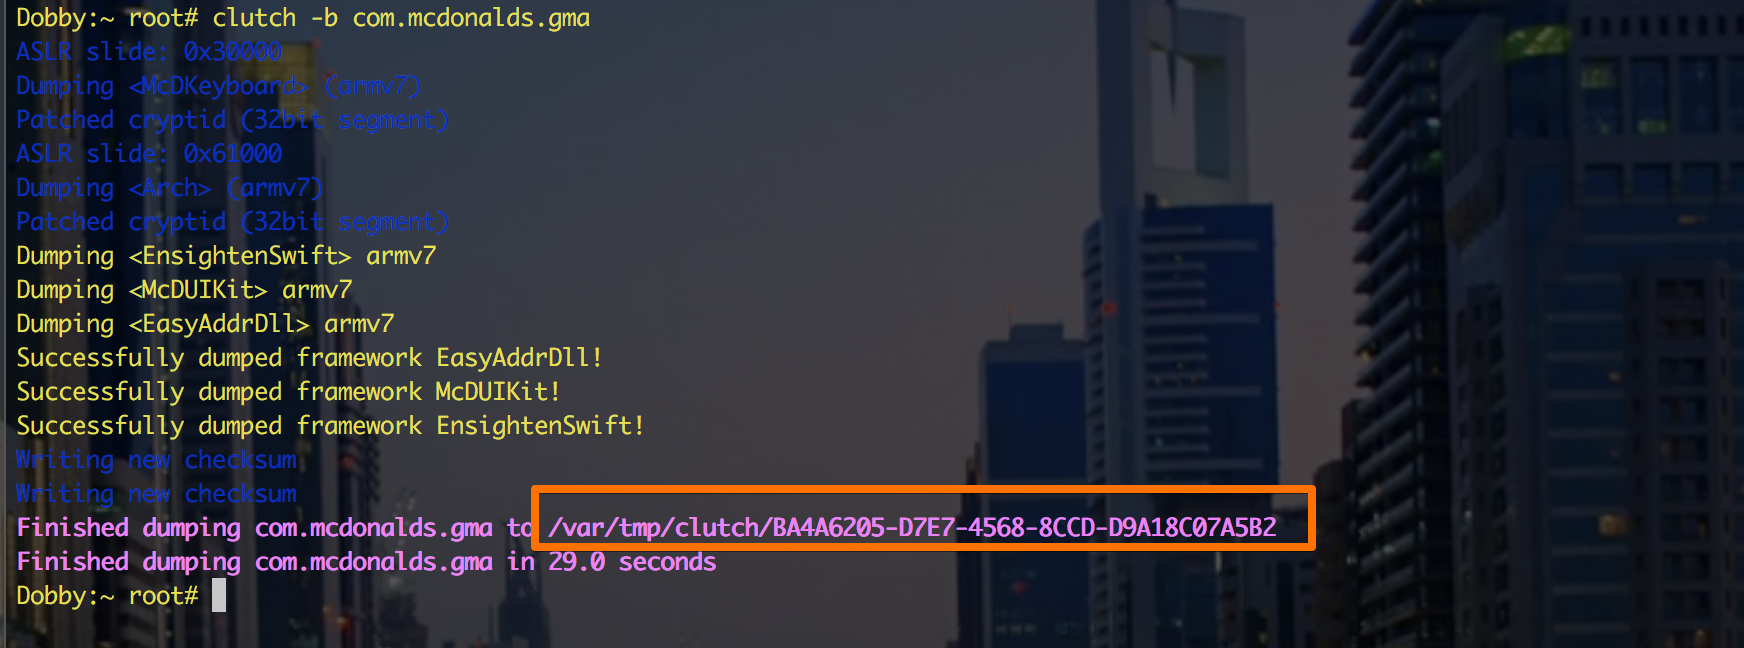 Dobby:~ root# clutch -b com.mcdonalds.gma
ASLR slide: 0x30000
Dumping <McDKeyboard> (armv7)
Patched cryptid (32bit segment)
ASLR slide: 0x61000
Dumping <Arch> (armv7)
Patched cryptid (32bit segment)
Dumping <EnsightenSwift> armv7
Dumping <McDUIKit> armv7
Dumping <EasyAddrDll> armv7
Successfully dumped framework EasyAddrDll!
Successfully dumped framework McDUIKit!
Successfully dumped framework EnsightenSwift!
Writing new checksum
Writing new checksum
Finished dumping com.mcdonalds.gma to /var/tmp/clutch/BA4A6205-D7E7-4568-8CCD-D9A18C07A5B2
Finished dumping com.mcdonalds.gma in 29.0 seconds
Dobby:~ root#